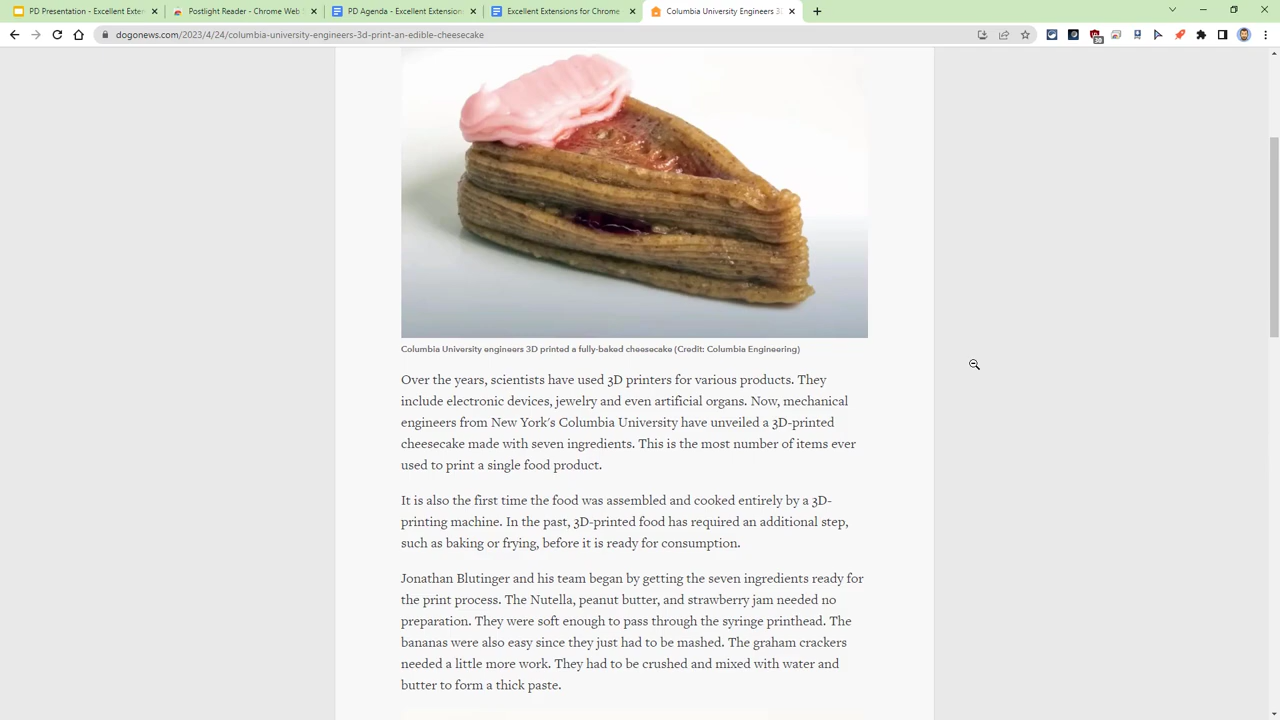 PD Presentation - Excellent Exten
Postlight Reader - Chrome Web
PD Agenda - Excellent Extension
Excellent Extensions for Chrome
Columbia University Engineers 3D
dogonews.com/2023/4/24/columbia-university-engineers-3d-print-an-edible-cheesecake
30
Columbia University engineers 3D printed a fully-baked cheesecake (Credit: Columbia Engineering)
Over the years, scientists have used 3D printers for various products. They
include electronic devices, jewelry and even artificial organs. Now, mechanical
engineers from New York's Columbia University have unveiled a 3D-printed
cheesecake made with seven ingredients. This is the most number of items ever
used to print a single food product.
It is also the first time the food was assembled and cooked entirely by a 3D-
printing machine. In the past, 3D-printed food has required an additional step,
such as baking or frying, before it is ready for consumption.
Jonathan Blutinger and his team began by getting the seven ingredients ready for
the print process. The Nutella, peanut butter, and strawberry jam needed no
preparation. They were soft enough to pass through the syringe printhead. The
bananas were also easy since they just had to be mashed. The graham crackers
needed a little more work. They had to be crushed and mixed with water and
butter to form a thick paste.